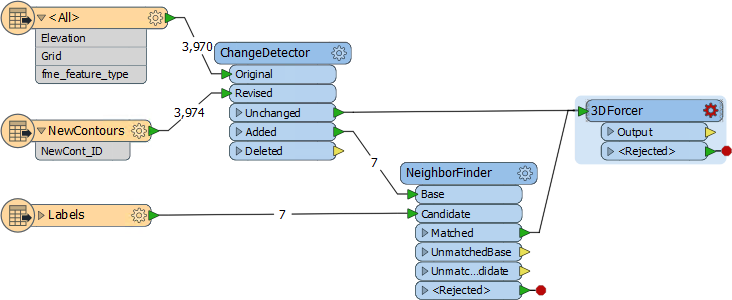 <All>
Elevation
Grid
fme_feature_type
3,970
ChangeDetector
Original
Revised
Unchanged
Added
Deleted
3,974
NewContours
NewCont_ID
3DForcer
Output
<Rejected>
7
NeighborFinder
Base
Candidate
Matched
UnmatchedBase
Unmatc...didate
<Rejected>
Labels
7